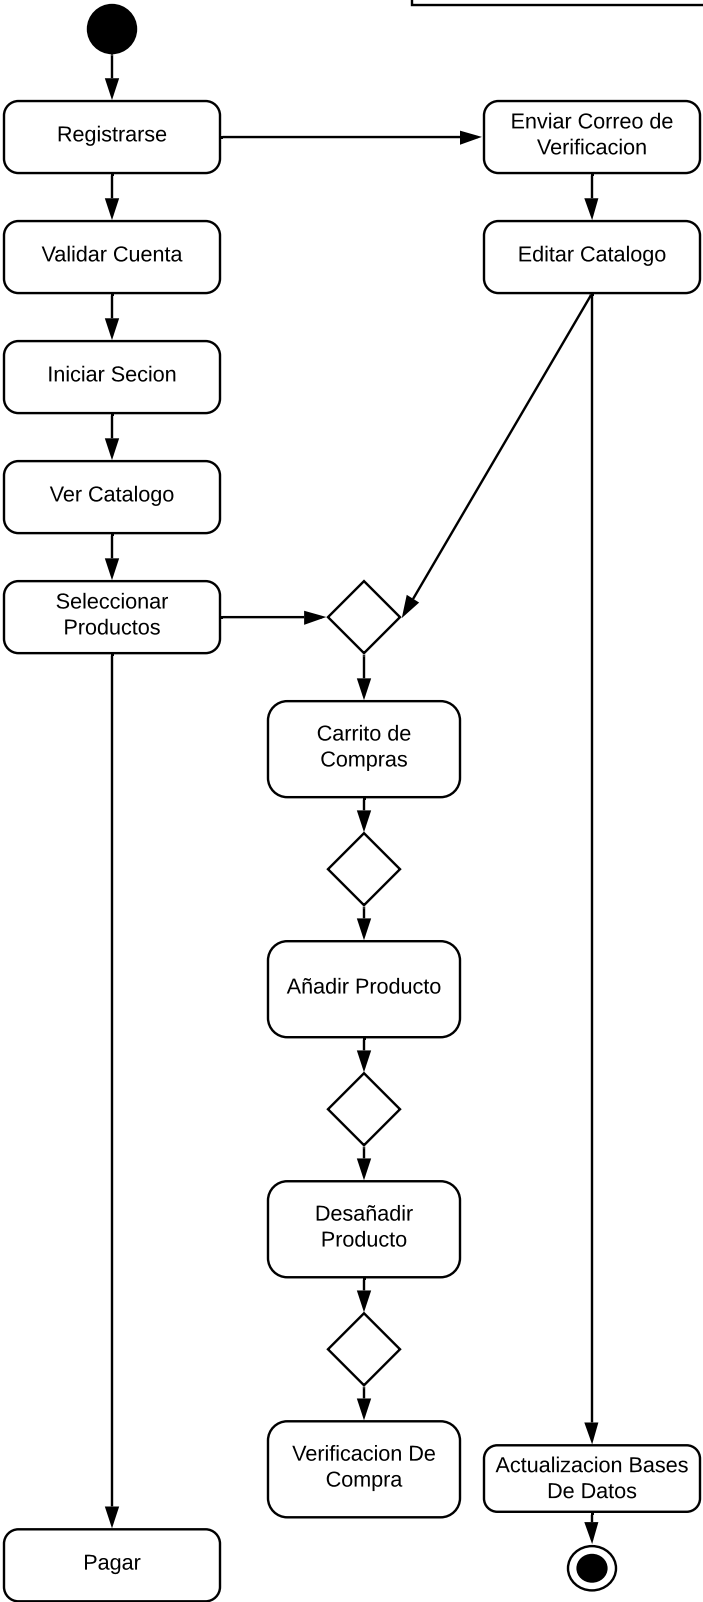 Registrarse
Enviar Correo de
Verificacion
Validar Cuenta
Editar Catalogo
Iniciar Secion
Ver Catalogo
Seleccionar
Productos
Carrito de
Compras
Añadir Producto
Desañadir
Producto
Verificacion De
Compra
Actualizacion Bases
De Datos
Pagar